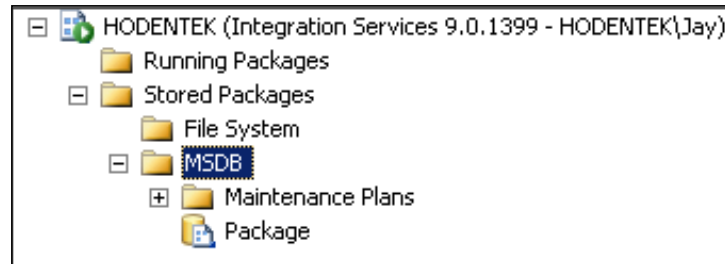 HODENTEK (Integration Services 9.0.1399 - HODENTEK\Jay)
Running Packages
Stored Packages
File System
MSDB
Maintenance Plans
Package